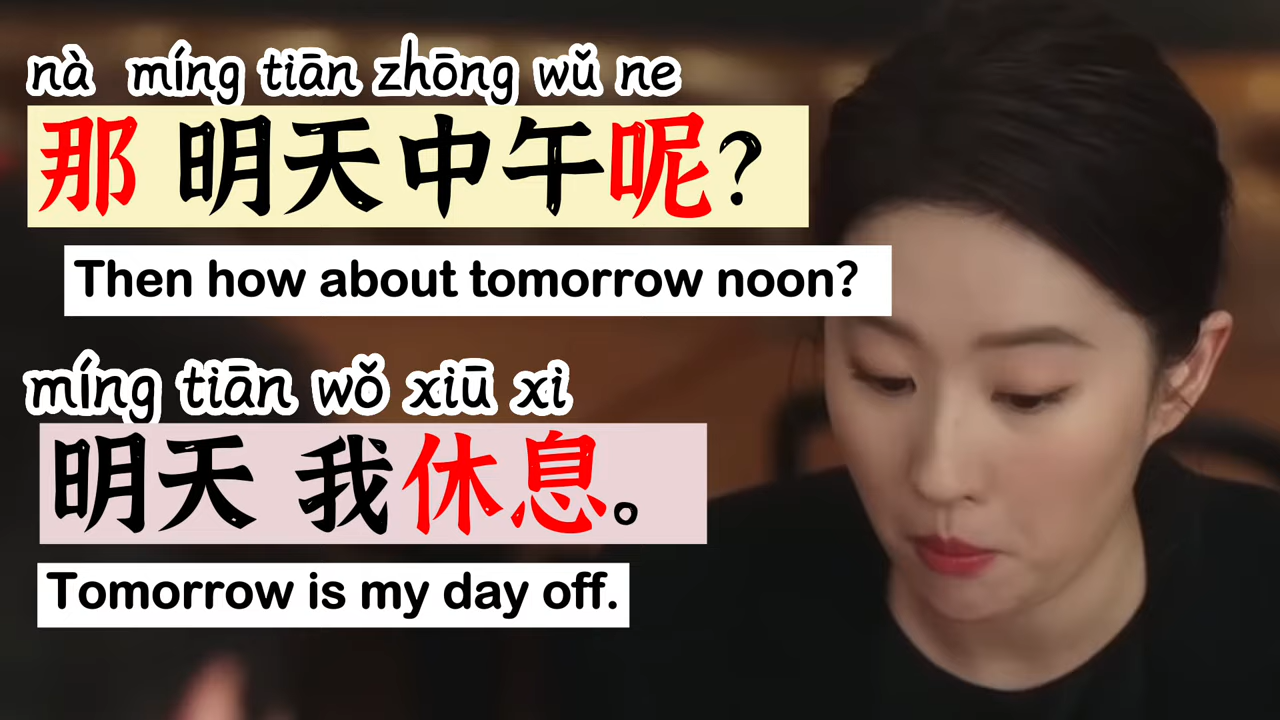 nà míng tiān zhōng wǔ ne
那 明天中午呢?
Then how about tomorrow noon?
míng tiān wǒ xiū xi
明天 我休息。
Tomorrow is my day off.